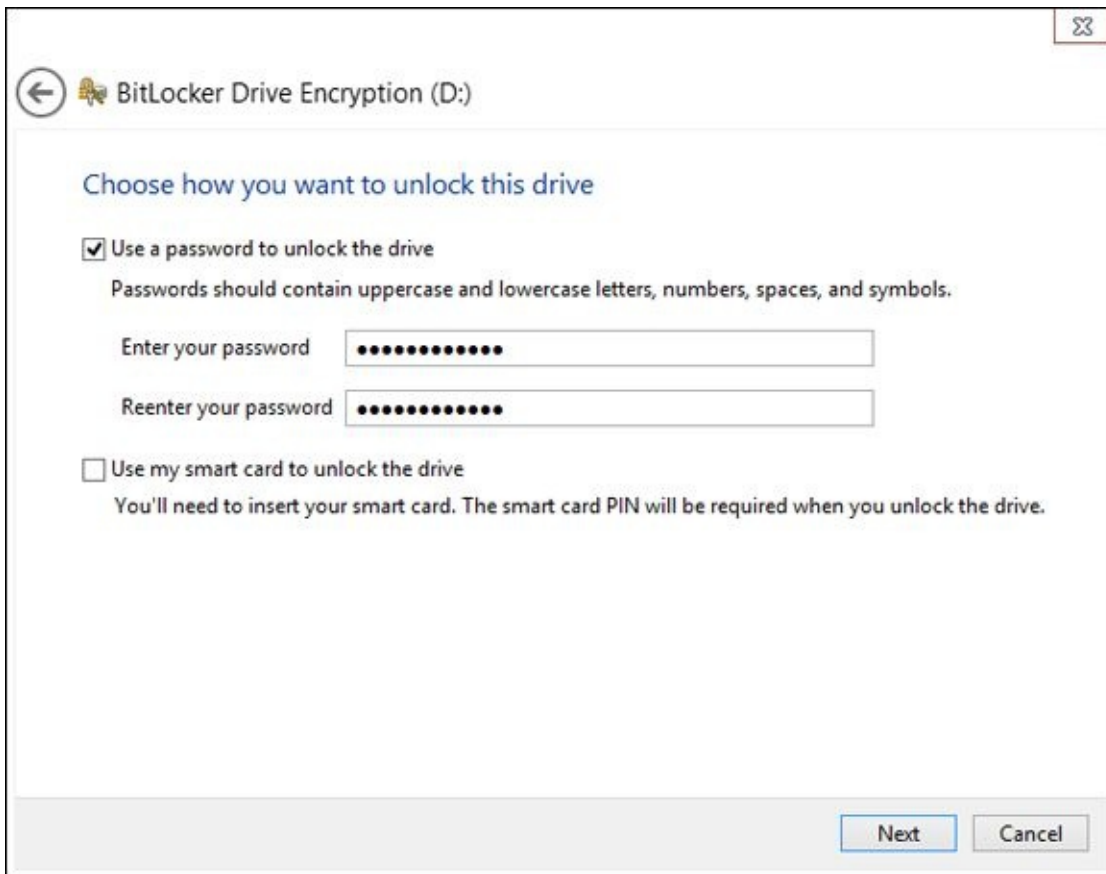 BitLocker Drive Encryption (D:)
Choose how you want to unlock this drive
Use a password to unlock the drive
Passwords should contain uppercase and lowercase letters, numbers, spaces, and symbols.
Enter your password ●●●●●●●●●●●●
Reenter your password ●●●●●●●●●●●●
Use my smart card to unlock the drive
You'll need to insert your smart card. The smart card PIN will be required when you unlock the drive.
Next Cancel